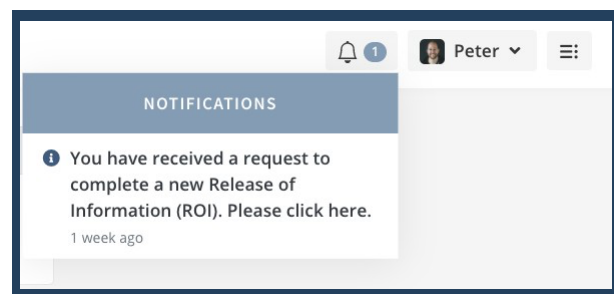 1
Peter
NOTIFICATIONS
You have received a request to
complete a new Release of
Information (ROI). Please click here.
1 week ago